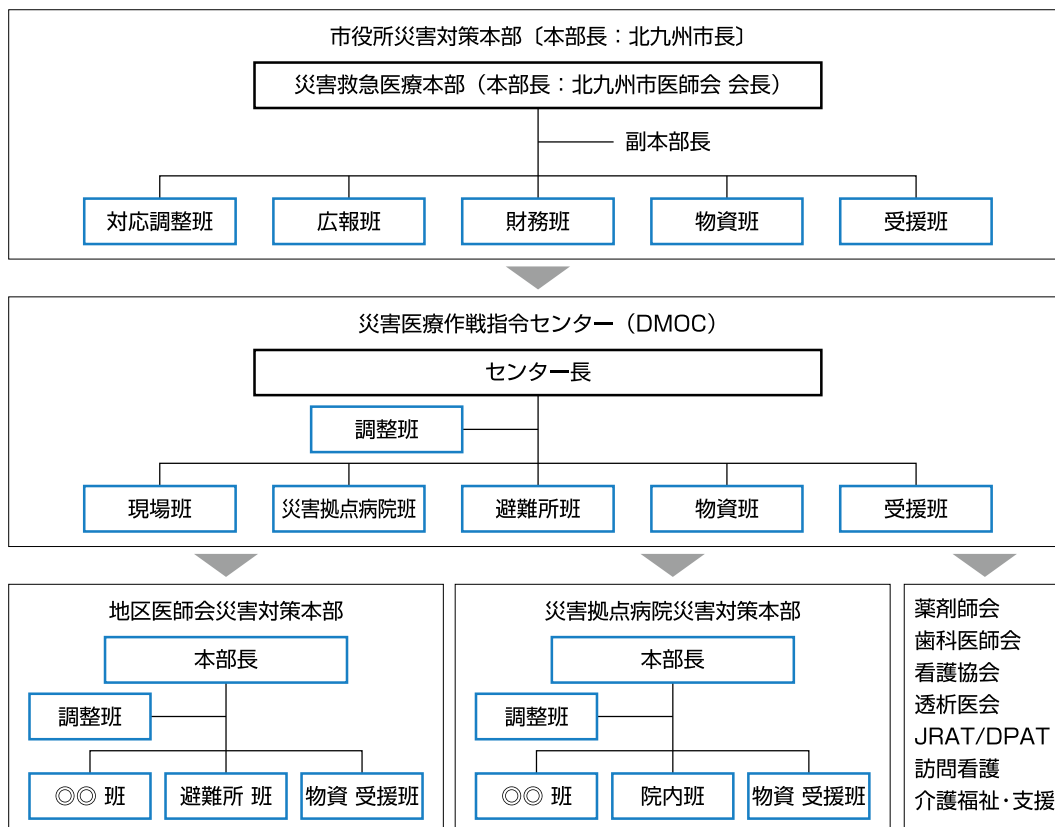 市役所災害対策本部〔本部長：北九州市長〕
災害救急医療本部（本部長：北九州市医師会 会長）
副本部長
対応調整班
広報班
財務班
物資班
受援班
災害医療作戦指令センター（DMOC）
センター長
調整班
現場班
災害拠点病院班
避難所班
物資班
受援班
地区医師会災害対策本部
本部長
調整班
◎◎ 班
避難所 班
物資 受援班
災害拠点病院災害対策本部
本部長
調整班
◎◎ 班
院内班
物資 受援班
薬剤師会
歯科医師会
看護協会
透析医会
JRAT/DPAT
訪問看護
介護福祉・支援